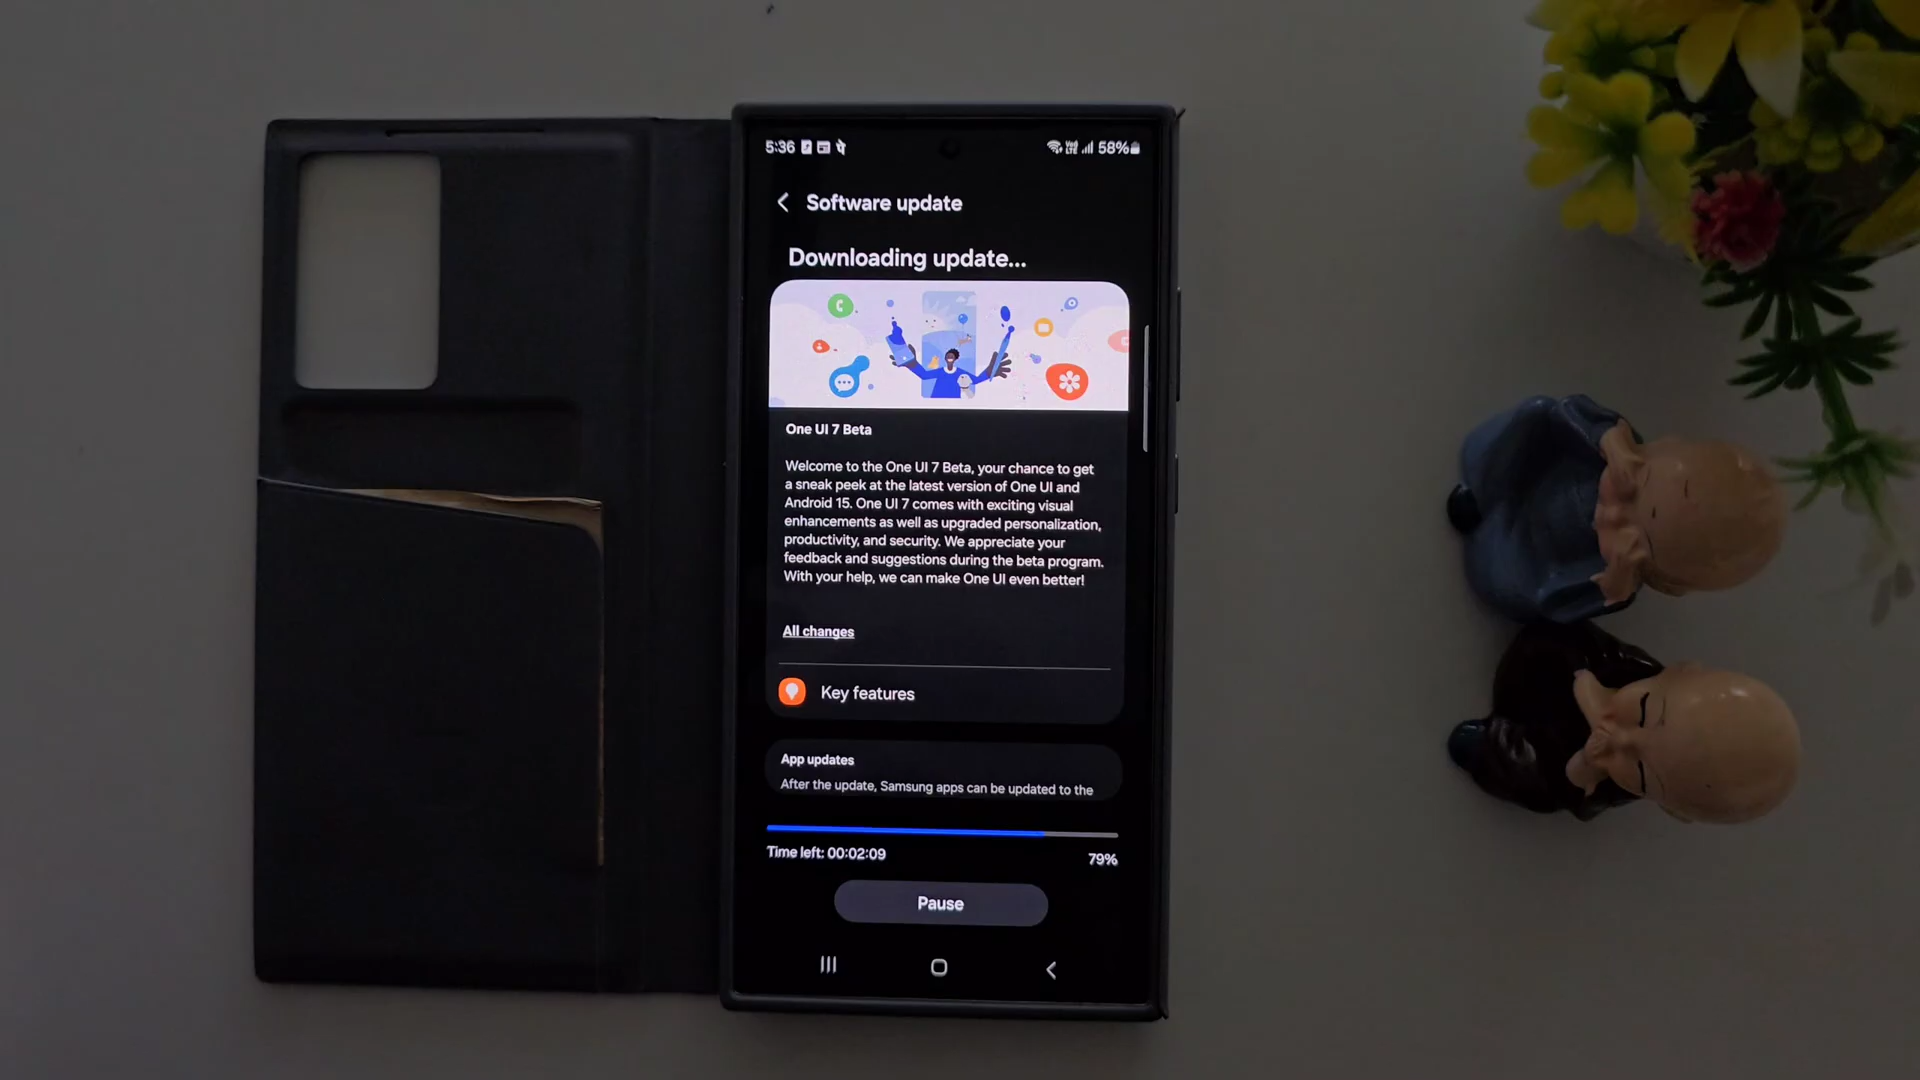 5:36
58%
Software update
Downloading update...
One UI 7 Beta
Welcome to the One UI 7 Beta, your chance to get
a sneak peek at the latest version of One UI and
Android 15. One UI 7 comes with exciting visual
enhancements as well as upgraded personalization,
productivity, and security. We appreciate your
feedback and suggestions during the beta program.
With your help, we can make One UI even better!
All changes
Key features
App updates
After the update, Samsung apps can be updated to the
Time left: 00:02:09
79%
Pause